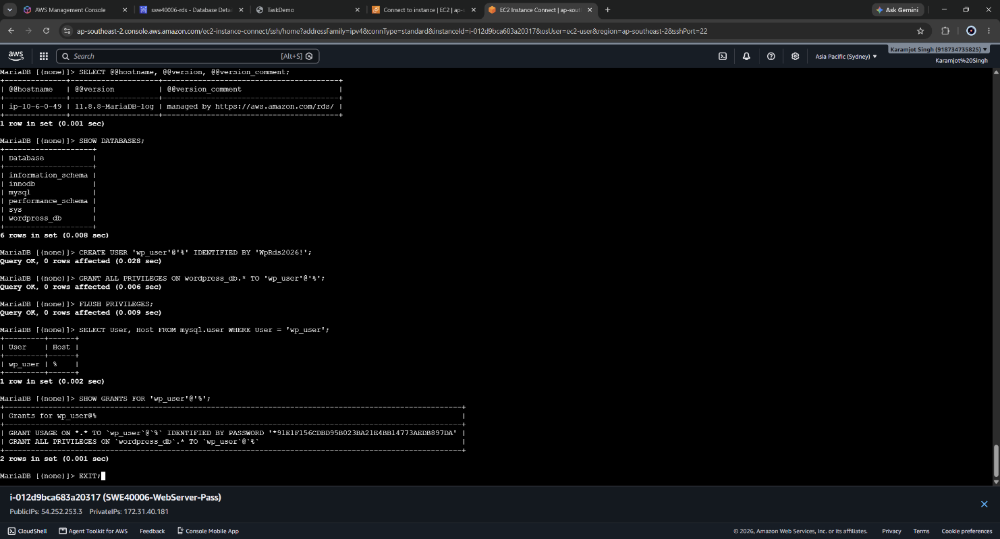 AWS Management Console
swe40006-rds - Database Deta
TaskDemo
Connect to instance | EC2 | ap-s
EC2 Instance Connect | ap-sout
Ask Gemini
ap-southeast-2.console.aws.amazon.com/ec2-instance-connect/ssh/home?addressFamily=ipv4&connType=standard&instanceId=i-012d9bca683a20317&osUser=ec2-user&region=ap-southeast-2&sshPort=22
aws
Search
[Alt+S]
Asia Pacific (Sydney)
Karamjot Singh (918734735825)
Karamjot%20Singh
MariaDB [(none)]> SELECT @@hostname, @@version, @@version_comment;
+--------------+--------------------+------------------------------------------+
| @@hostname | @@version | @@version_comment |
+--------------+--------------------+------------------------------------------+
| ip-10-6-0-49 | 11.8.8-MariaDB-log | managed by https://aws.amazon.com/rds/ |
+--------------+--------------------+------------------------------------------+
1 row in set (0.001 sec)
MariaDB [(none)]> SHOW DATABASES;
+--------------------+
| Database |
+--------------------+
| information_schema |
| innodb |
| mysql |
| performance_schema |
| sys |
| wordpress_db |
+--------------------+
6 rows in set (0.008 sec)
MariaDB [(none)]> CREATE USER 'wp_user'@'%' IDENTIFIED BY 'WpRds2026!';
Query OK, 0 rows affected (0.028 sec)
MariaDB [(none)]> GRANT ALL PRIVILEGES ON wordpress_db.* TO 'wp_user'@'%';
Query OK, 0 rows affected (0.006 sec)
MariaDB [(none)]> FLUSH PRIVILEGES;
Query OK, 0 rows affected (0.009 sec)
MariaDB [(none)]> SELECT User, Host FROM mysql.user WHERE User = 'wp_user';
+---------+------+
| User | Host |
+---------+------+
| wp_user | % |
+---------+------+
1 row in set (0.002 sec)
MariaDB [(none)]> SHOW GRANTS FOR 'wp_user'@'%';
+--------------------------------------------------------------------------------------------------------+
| Grants for wp_user@% |
+--------------------------------------------------------------------------------------------------------+
| GRANT USAGE ON *.* TO `wp_user`@`%` IDENTIFIED BY PASSWORD '*91E1F156CDBD95B023BA21E4BB14773AEDB897DA' |
| GRANT ALL PRIVILEGES ON `wordpress_db`.* TO `wp_user`@`%` |
+--------------------------------------------------------------------------------------------------------+
2 rows in set (0.001 sec)
MariaDB [(none)]> EXIT;
i-012d9bca683a20317 (SWE40006-WebServer-Pass)
PublicIPs: 54.252.253.3 PrivateIPs: 172.31.40.181
CloudShell
Agent Toolkit for AWS
Feedback
Console Mobile App
© 2026, Amazon Web Services, Inc. or its affiliates.
Privacy
Terms
Cookie preferences